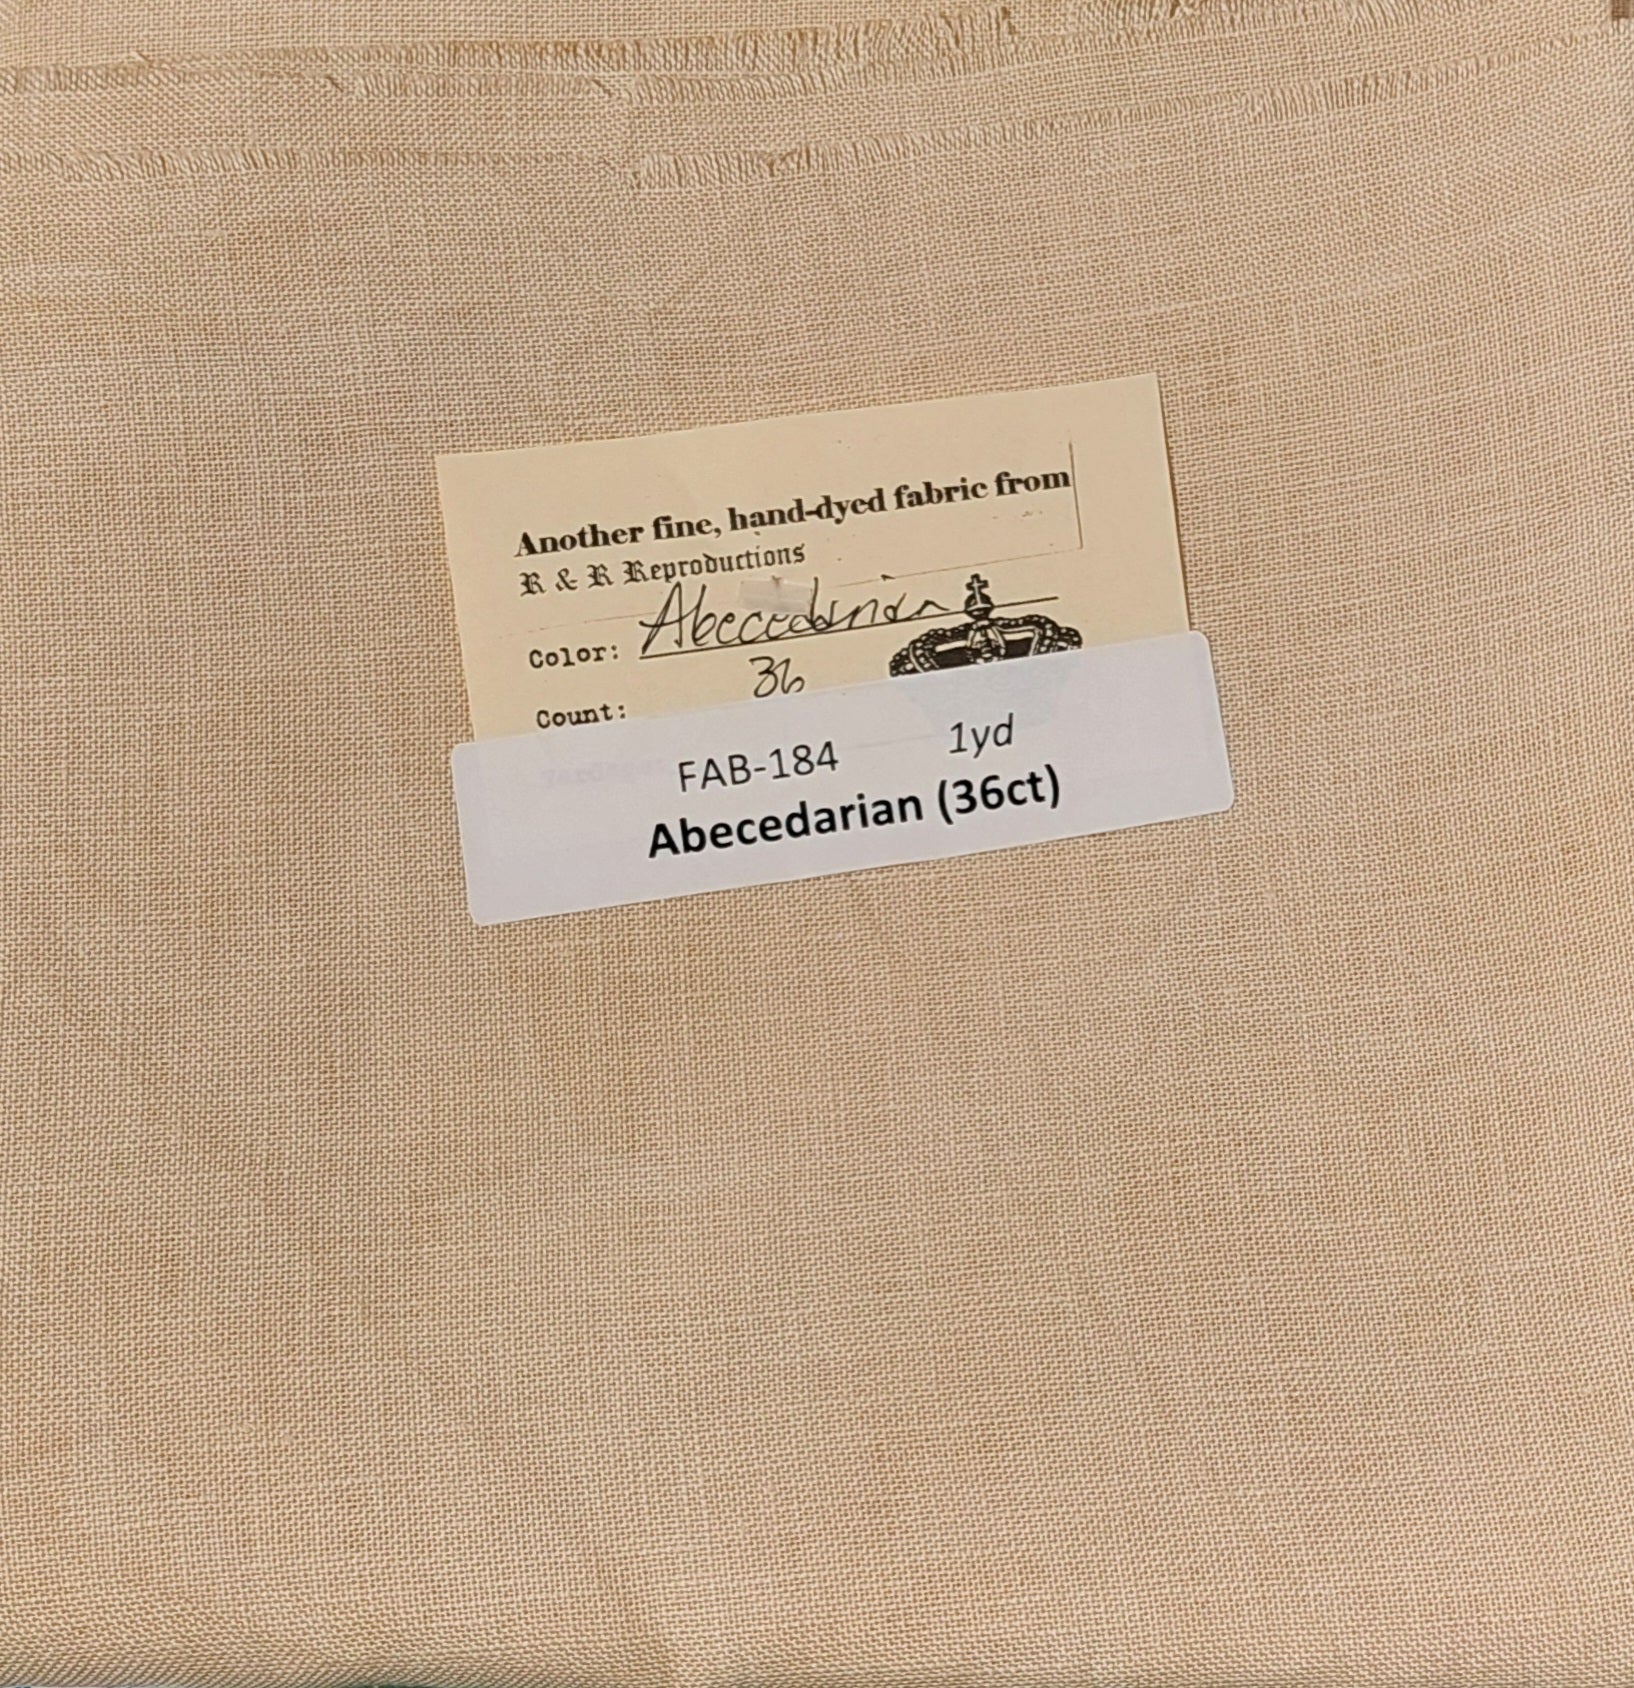 Another fine, hand-dyed fabric from
R & R Reproductions
Color: Abecedarian
Count: 36
FAB-184 1yd
Abecedarian (36ct)